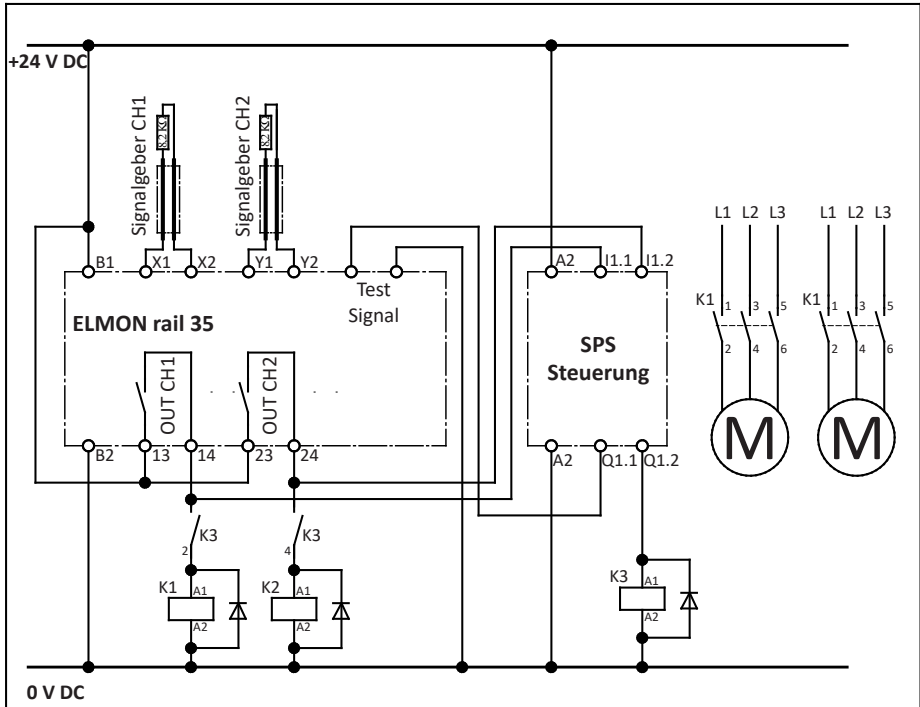 +24 V DC
Signalgeber CH1
8,2 KΩ
Signalgeber CH2
8,2 KΩ
B1
X1
X2
Y1
Y2
Test
Signal
ELMON rail 35
OUT CH1
OUT CH2
B2
13
14
23
24
A2
I1.1
I1.2
SPS
Steuerung
A2
Q1.1
Q1.2
L1
L2
L3
L1
L2
L3
K1
1
3
5
2
4
6
K1
1
3
5
2
4
6
M
M
K3
2
K3
4
K1
A1
A2
K2
A1
A2
K3
A1
A2
0 V DC